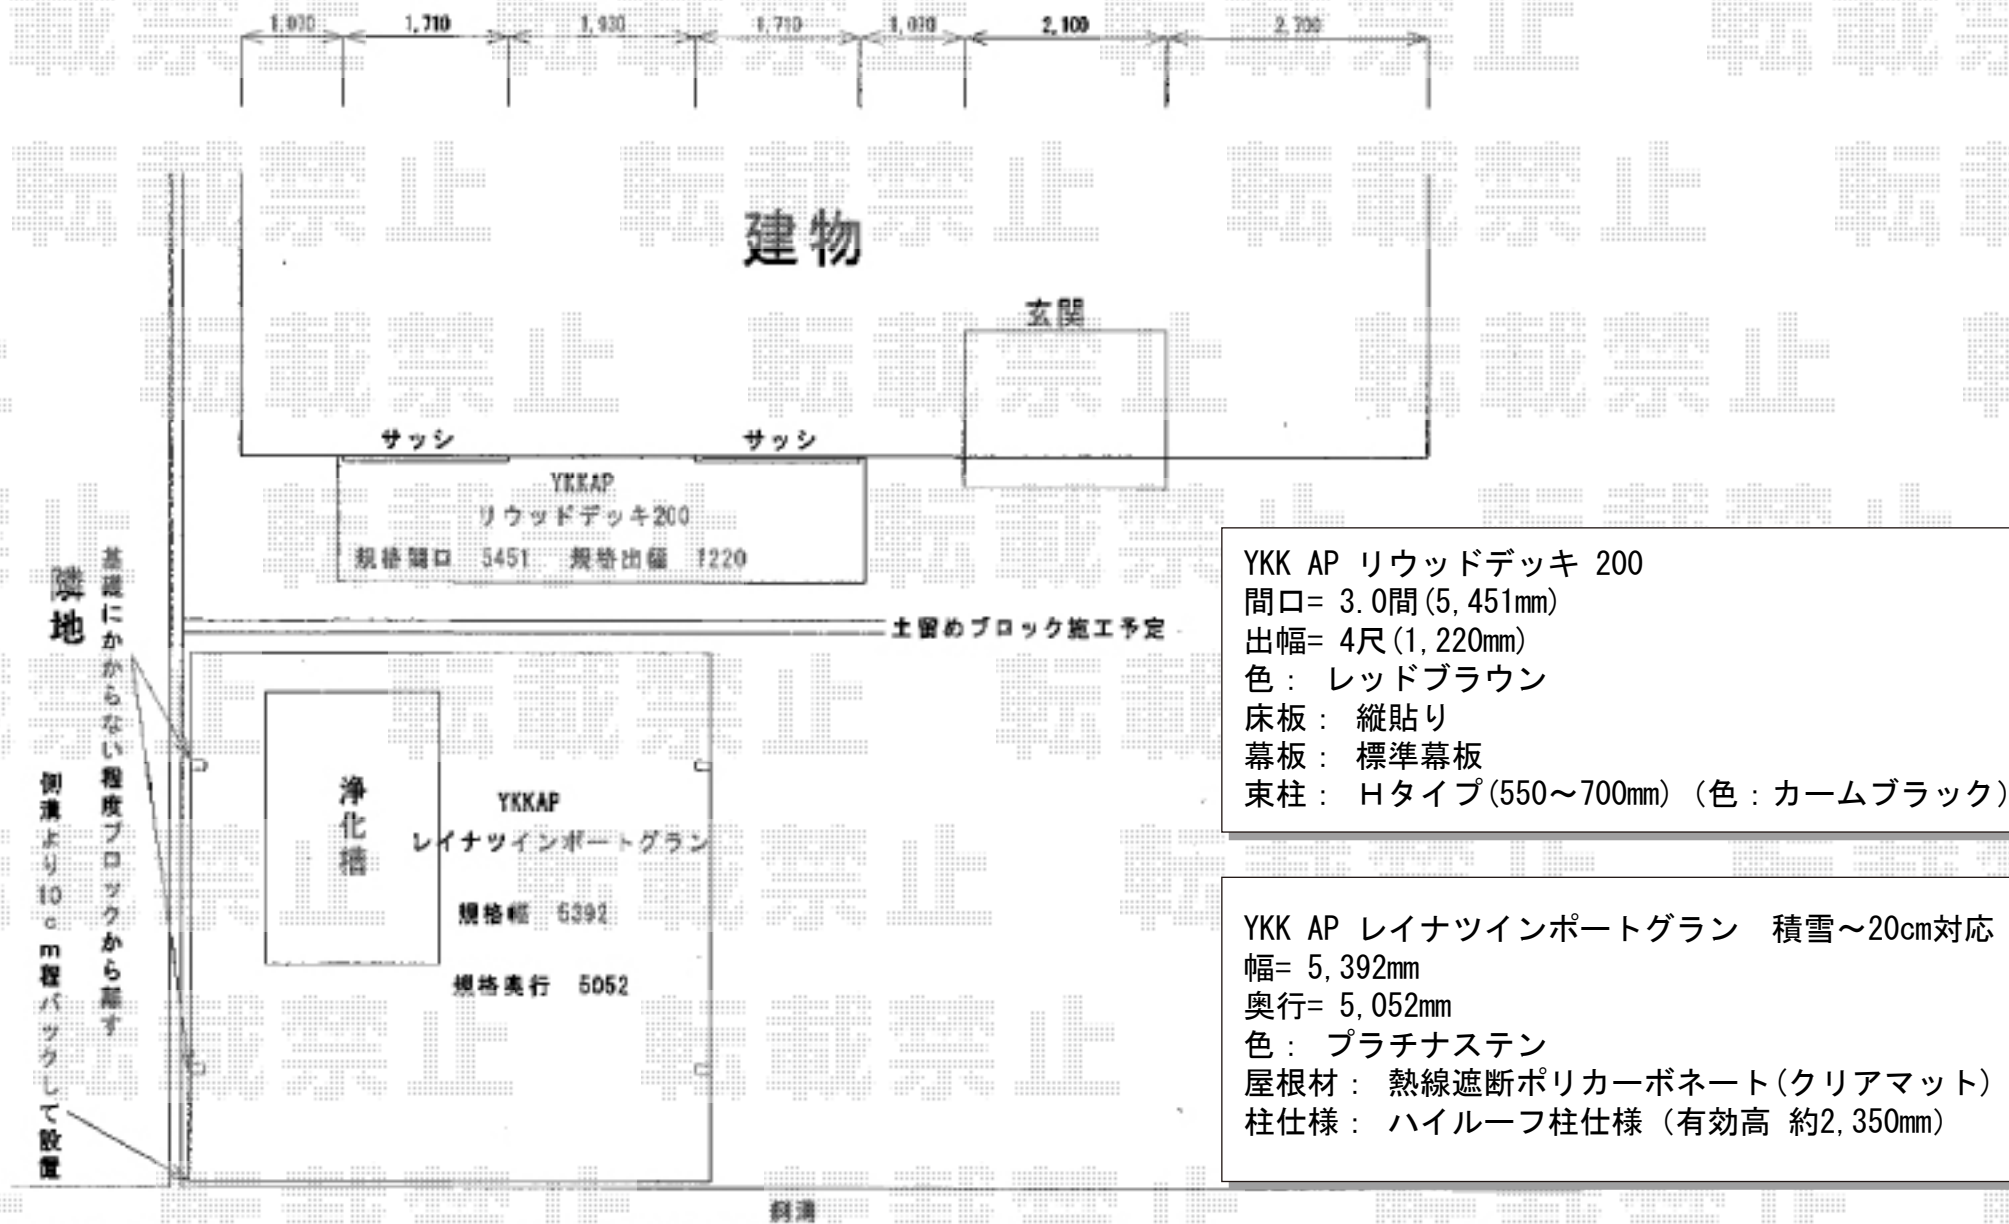 1,710
1,710
2,100
建物
玄関
サッシ
サッシ
YKKAP
リウッドデッキ200
規格間口 5451 規格出幅 1220
土留めブロック施工予定
隣地
基礎にかからない程度ブロックから離す
側溝より10cm程バックして設置
浄化槽
YKKAP
レイナツインポートグラン
規格幅 5392
規格奥行 5052
側溝
YKK AP リウッドデッキ 200
間口= 3.0間(5,451mm)
出幅= 4尺(1,220mm)
色： レッドブラウン
床板： 縦貼り
幕板： 標準幕板
束柱： Hタイプ(550～700mm)（色：カームブラック）
YKK AP レイナツインポートグラン 積雪～20cm対応
幅= 5,392mm
奥行= 5,052mm
色： プラチナステン
屋根材： 熱線遮断ポリカーボネート(クリアマット)
柱仕様： ハイルーフ柱仕様（有効高 約2,350mm）
転載禁止